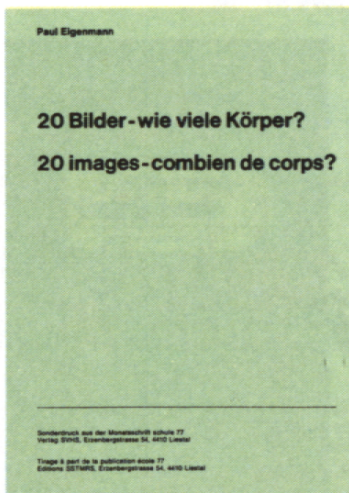 Paul Eigenmann
20 Bilder-wie viele Körper?
20 images-combien de corps?
Sonderdruck aus der Monatsschrift schule 77
Verlag SVHS, Erzenbergstrasse 54, 4410 Liestal
Tirage à part de la publication école 77
Editions SSTMRS, Erzenbergstrasse 54, 4410 Liestal